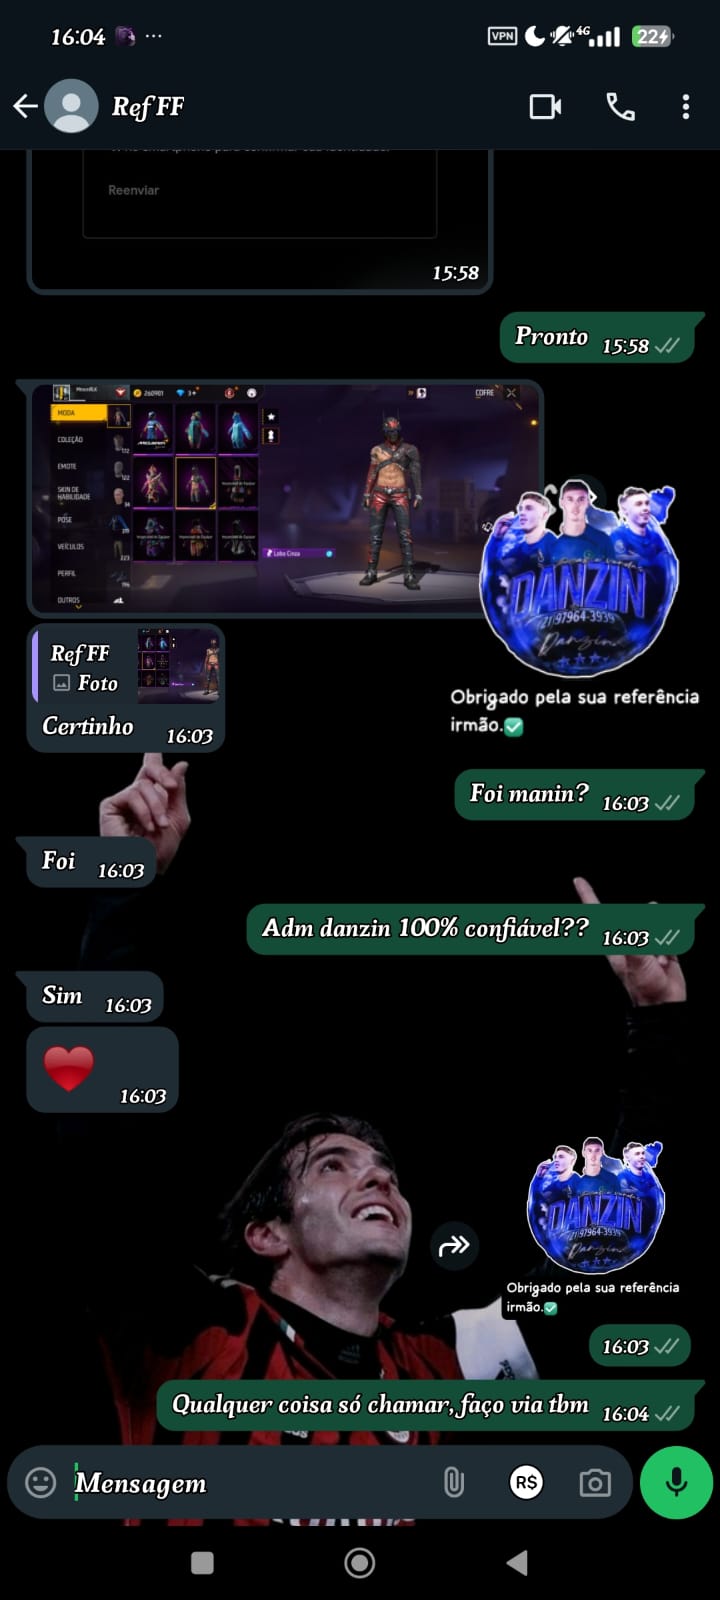 16:04
VPN
4G
22
Ref FF
Reenviar
15:58
Pronto 15:58
260901
3+
COFRE
MODA
COLEÇÃO
EMOTE
SKIN DE
HABILIDADE
POSE
VEÍCULOS
PERFIL
OUTROS
Lobo Cinza
DANZIN
(21)97964-3939
Danzin
Obrigado pela sua referência
irmão.✅
Ref FF
Foto
Certinho 16:03
Foi manin? 16:03
Foi 16:03
Adm danzin 100% confiável?? 16:03
Sim 16:03
❤️
16:03
DANZIN
(21)97964-3939
Danzin
Obrigado pela sua referência
irmão.✅
16:03
Qualquer coisa só chamar, faço via tbm 16:04
Mensagem
R$